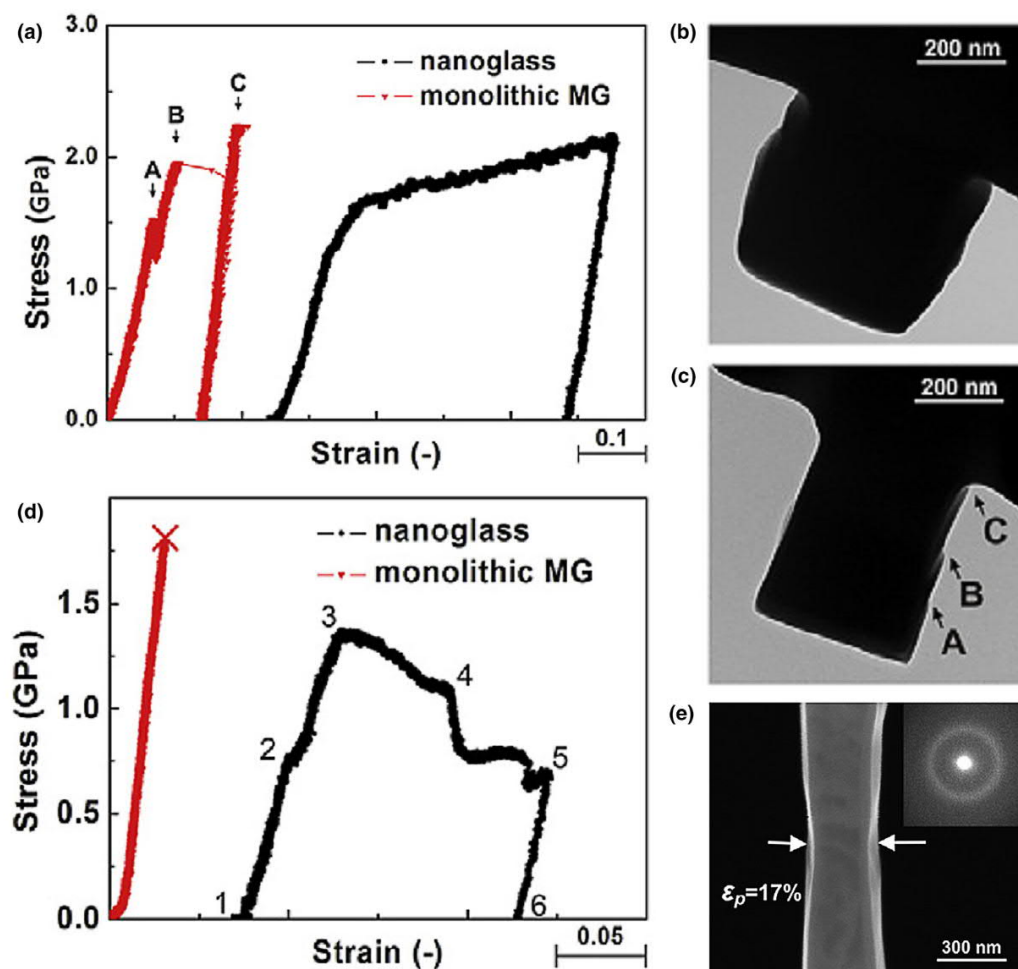 (a)
3.0
2.0
1.0
0.0
Stress (GPa)
Strain (-)
0.1
nanoglass
monolithic MG
A
B
C
(b)
200 nm
(c)
200 nm
C
B
A
(d)
1.5
1.0
0.5
0.0
Stress (GPa)
Strain (-)
0.05
nanoglass
monolithic MG
1
2
3
4
5
6
(e)
εp=17%
300 nm